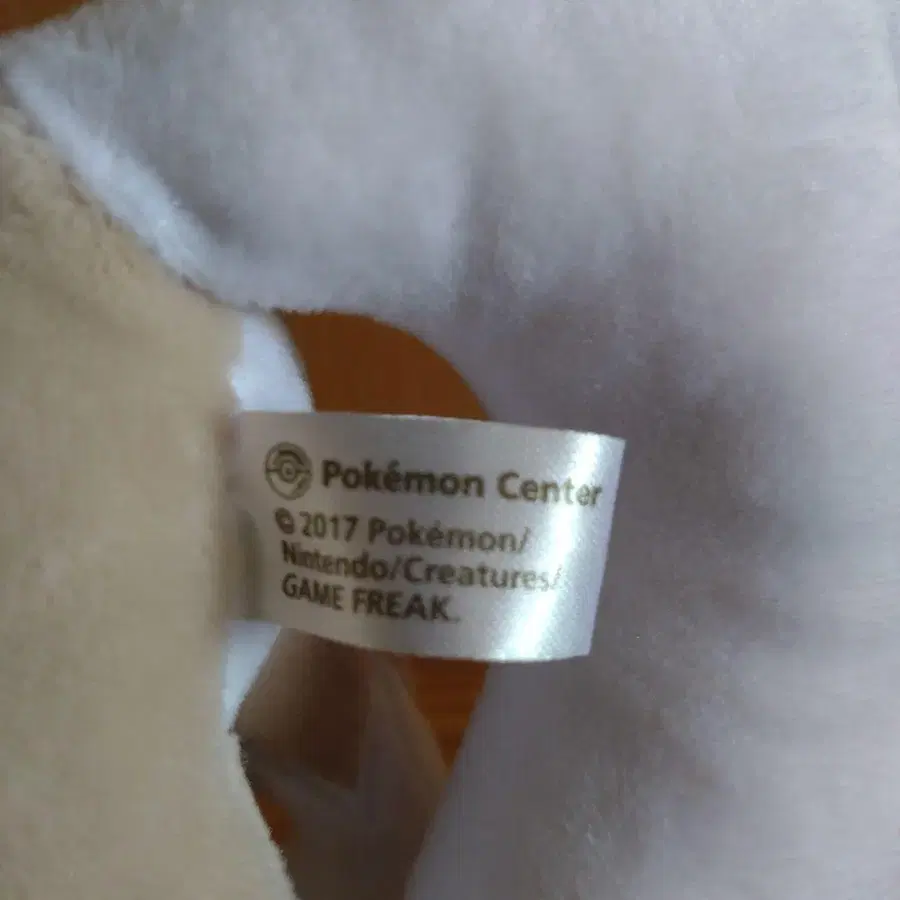 Pokémon Center
© 2017 Pokémon/
Nintendo/Creatures/
GAME FREAK.